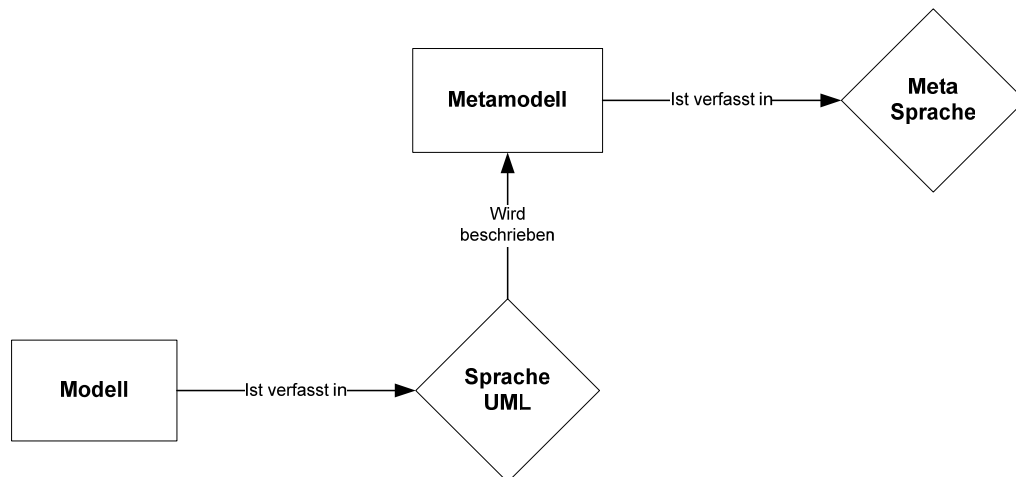 Metamodell
Ist verfasst in
Meta
Sprache
Wird
beschrieben
Modell
Ist verfasst in
Sprache
UML